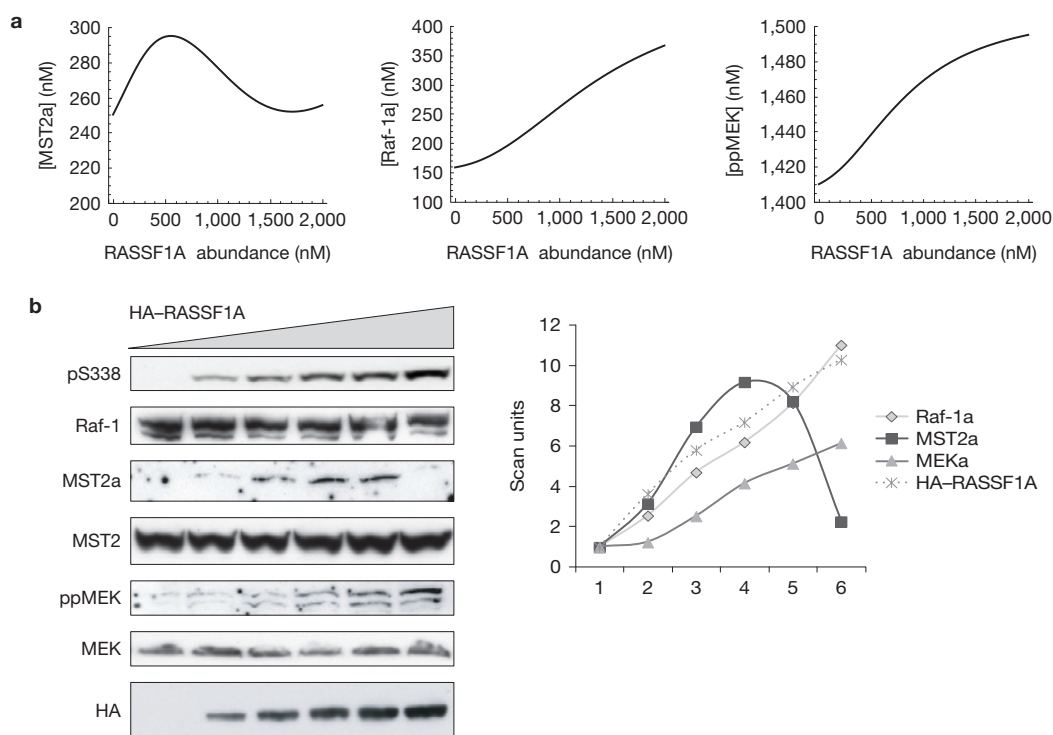 a
300
280
260
240
220
200
[MST2a] (nM)
0 500 1,000 1,500 2,000
RASSF1A abundance (nM)
400
350
300
250
200
150
100
[Raf-1a] (nM)
0 500 1,000 1,500 2,000
RASSF1A abundance (nM)
1,500
1,480
1,460
1,440
1,420
1,400
[ppMEK] (nM)
0 500 1,000 1,500 2,000
RASSF1A abundance (nM)
b
HA–RASSF1A
pS338
Raf-1
MST2a
MST2
ppMEK
MEK
HA
12
10
8
6
4
2
0
Scan units
1 2 3 4 5 6
Raf-1a
MST2a
MEKa
HA–RASSF1A